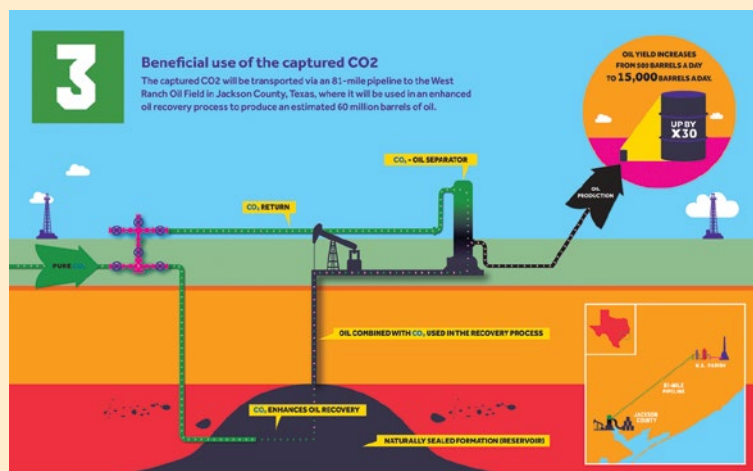 3
Beneficial use of the captured CO2
The captured CO2 will be transported via an 81-mile pipeline to the West
Ranch Oil Field in Jackson County, Texas, where it will be used in an enhanced
oil recovery process to produce an estimated 60 million barrels of oil.
OIL YIELD INCREASES
FROM 500 BARRELS A DAY
TO 15,000 BARRELS A DAY.
UP BY
X30
CO₂ - OIL SEPARATOR
CO₂ RETURN
OIL
PRODUCTION
PURE CO₂
OIL COMBINED WITH CO₂ USED IN THE RECOVERY PROCESS
W.A. PARISH
81-MILE
PIPELINE
JACKSON
COUNTY
CO₂ ENHANCES OIL RECOVERY
NATURALLY SEALED FORMATION (RESERVOIR)